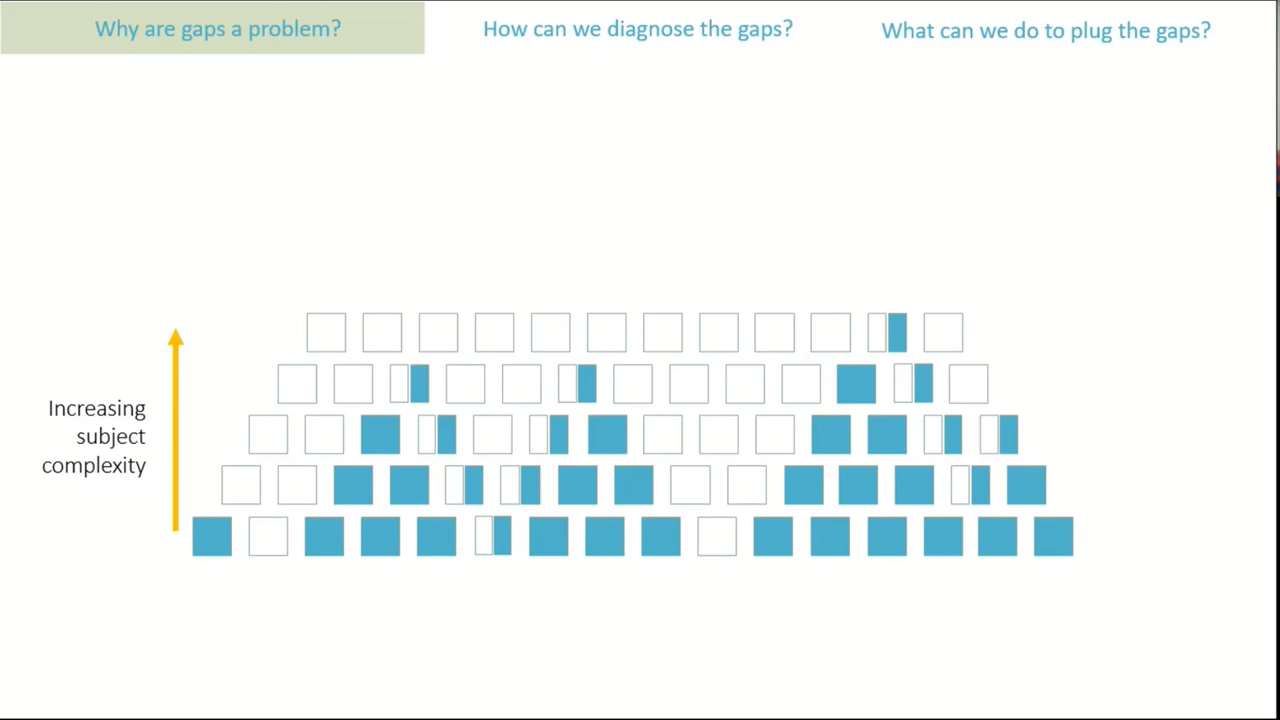 Why are gaps a problem?
How can we diagnose the gaps?
What can we do to plug the gaps?
Increasing
subject
complexity